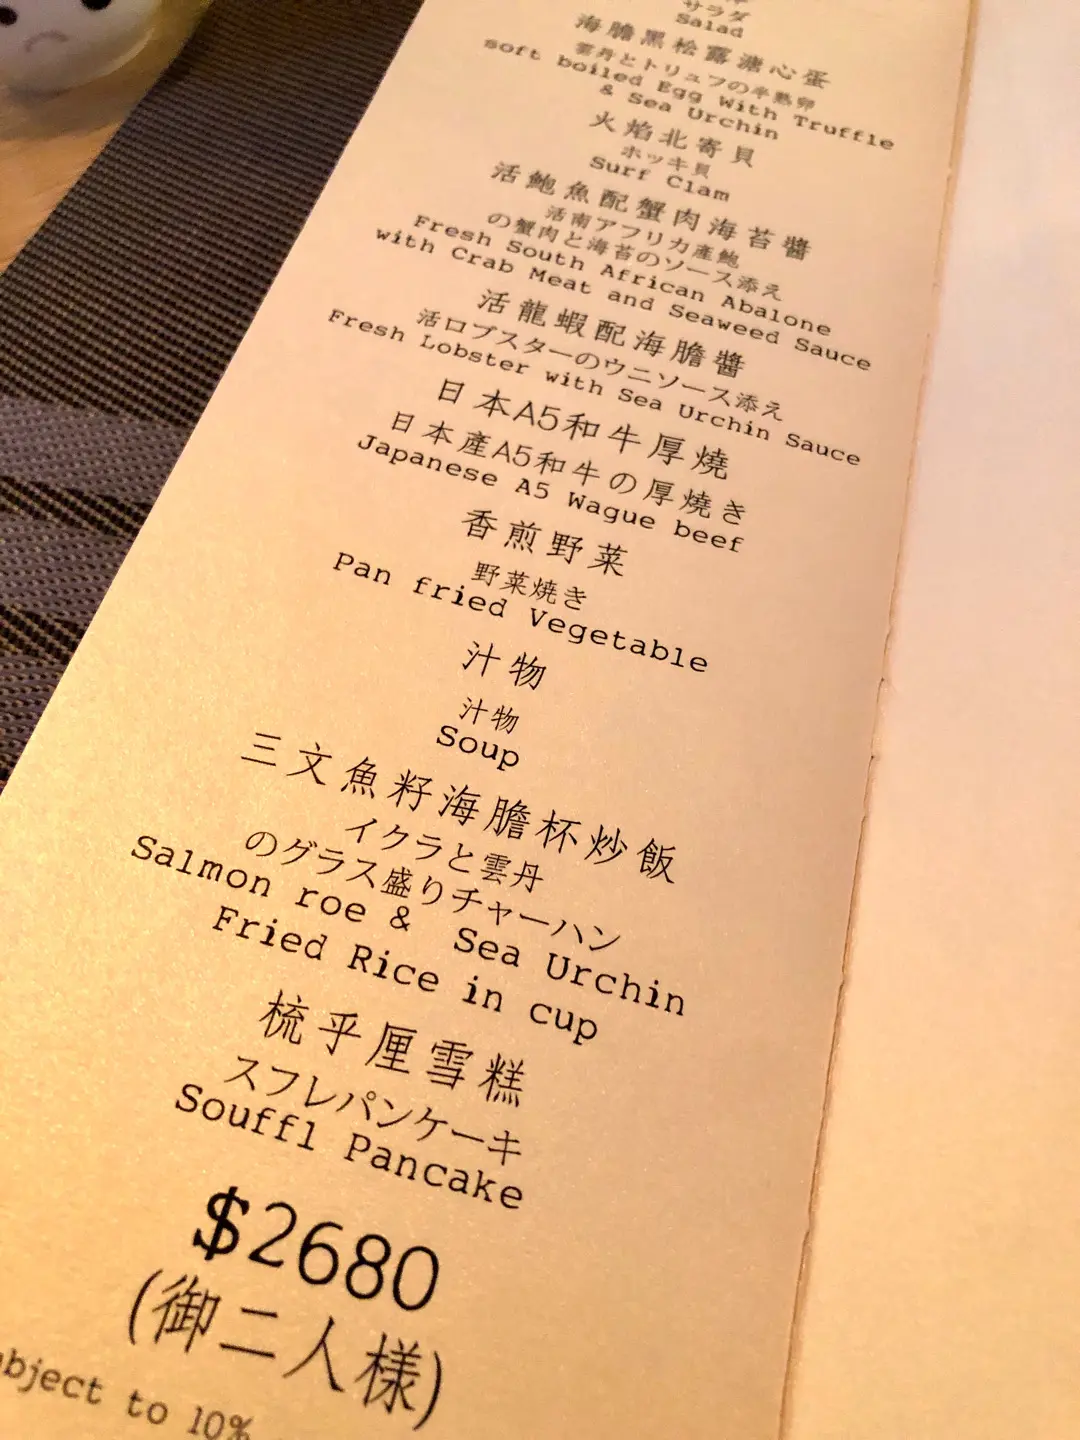 サラダ
Salad
海膽黑松露溏心蛋
雲丹とトリュフの半熟卵
soft boiled Egg With Truffle
& Sea Urchin
火焰北寄貝
ホッキ貝
Surf Clam
活鮑魚配蟹肉海苔醬
活南アフリカ産鮑
の蟹肉と海苔のソース添え
Fresh South African Abalone
with Crab Meat and Seaweed Sauce
活龍蝦配海膽醬
活ロブスターのウニソース添え
Fresh Lobster with Sea Urchin Sauce
日本A5和牛厚燒
日本產A5和牛の厚燒き
Japanese A5 Wague beef
香煎野菜
野菜焼き
Pan fried Vegetable
汁物
汁物
Soup
三文魚籽海膽杯炒飯
イクラと雲丹
のグラス盛りチャーハン
Salmon roe & Sea Urchin
Fried Rice in cup
梳乎厘雪糕
スフレパンケーキ
Souffl Pancake
$2680
(御二人様)
bject to 10%